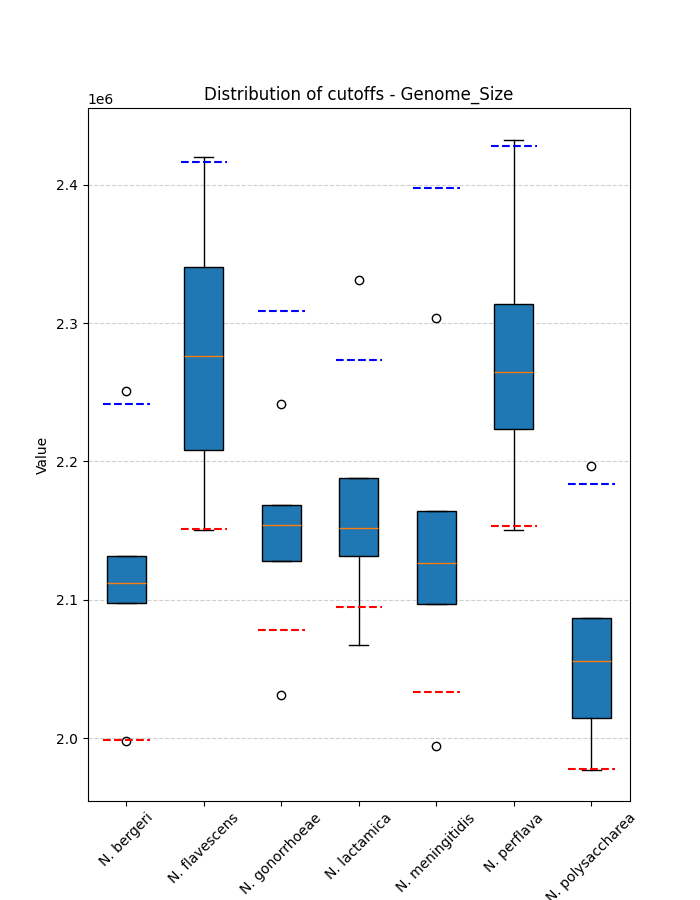 Distribution of cutoffs - Genome_Size
1e6
2.4
2.3
2.2
2.1
2.0
Value
N. bergeri
N. flavescens
N. gonorrhoeae
N. lactamica
N. meningitidis
N. perflava
N. polysaccharea